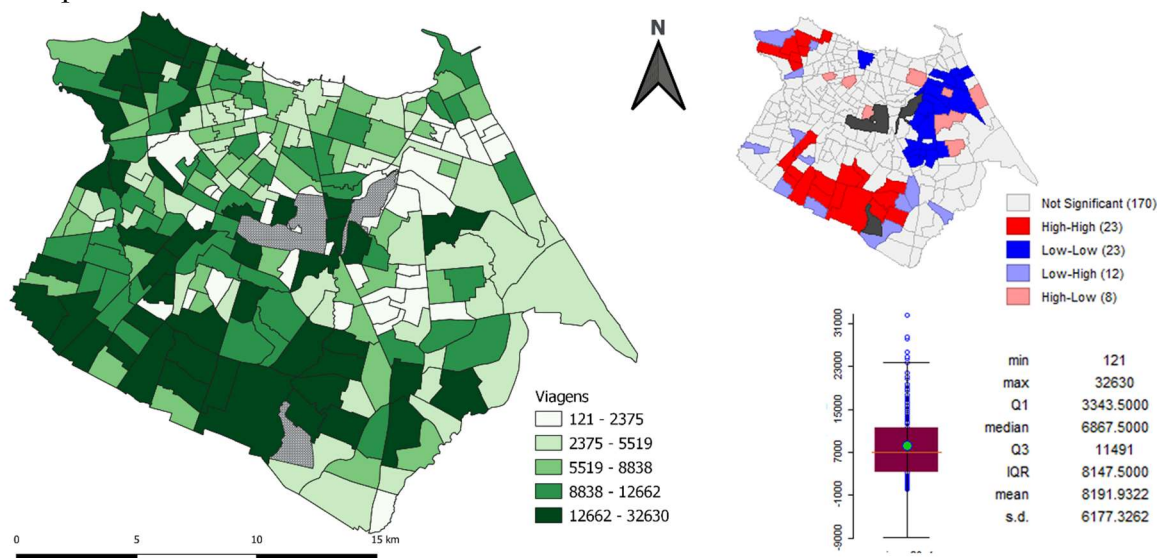 N
Viagens
121 - 2375
2375 - 5519
5519 - 8838
8838 - 12662
12662 - 32630
0 5 10 15 km
Not Significant (170)
High-High (23)
Low-Low (23)
Low-High (12)
High-Low (8)
31000
23000
15000
7000
-1000
-9000
min 121
max 32630
Q1 3343.5000
median 6867.5000
Q3 11491
IQR 8147.5000
mean 8191.9322
s.d. 6177.3262